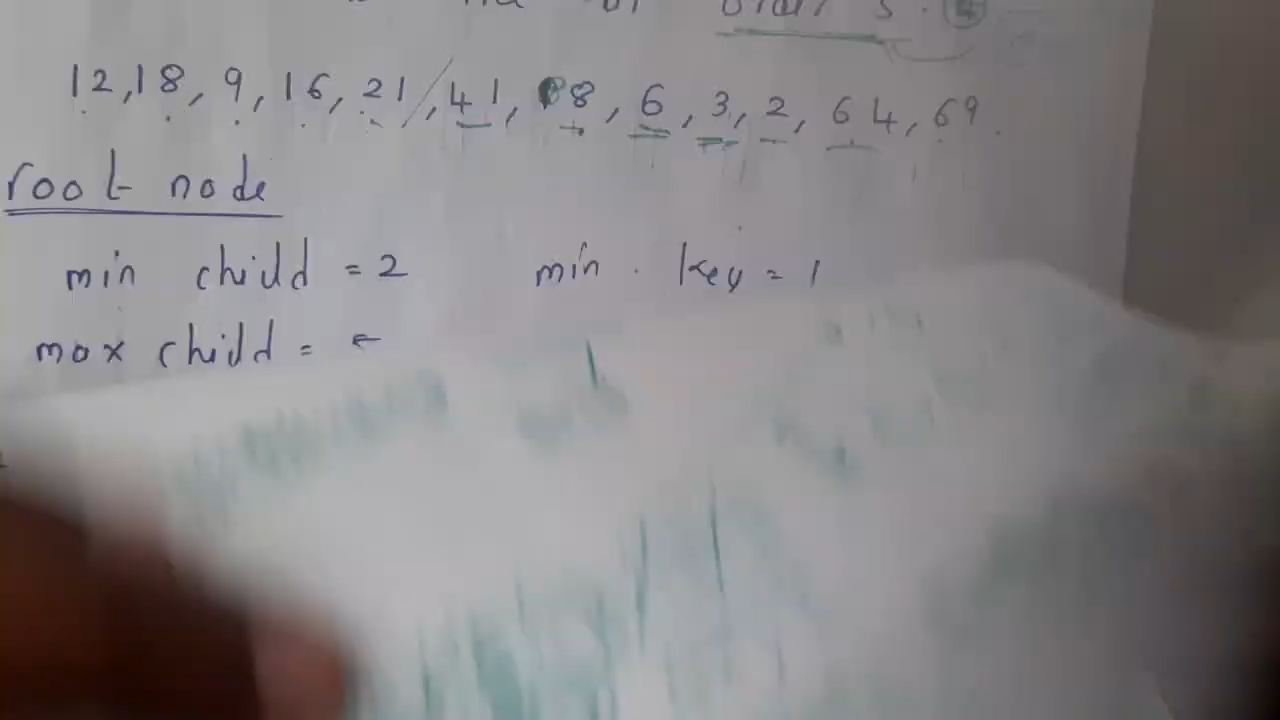 12, 18, 9, 16, 21, 41, 8, 6, 3, 2, 64, 69.
root node
min child = 2 min. key = 1
max child =